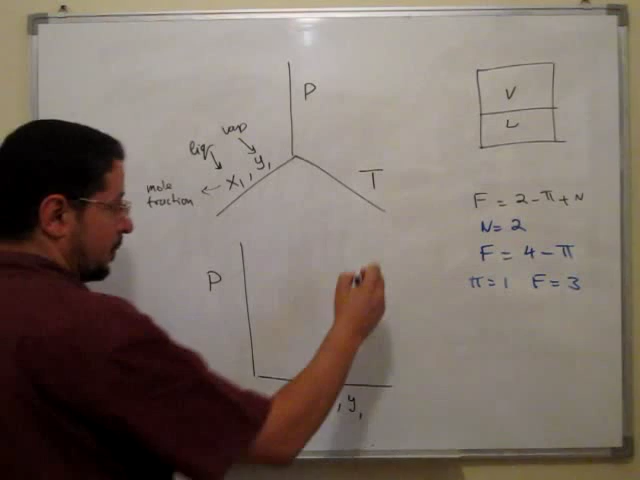 P
V
L
vap
liq
x₁, y₁
T
mole
fraction
F = 2 - π + N
N = 2
F = 4 - π
π = 1 F = 3
P
, y₁